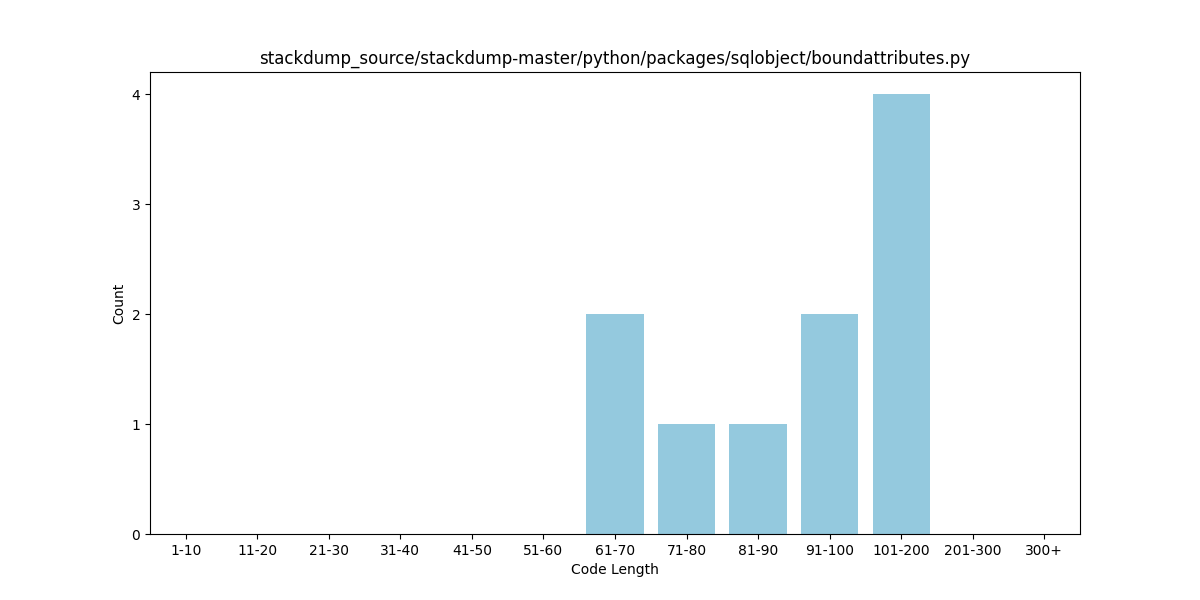 stackdump_source/stackdump-master/python/packages/sqlobject/boundattributes.py
4
3
2
1
0
Count
1-10 11-20 21-30 31-40 41-50 51-60 61-70 71-80 81-90 91-100 101-200 201-300 300+
Code Length